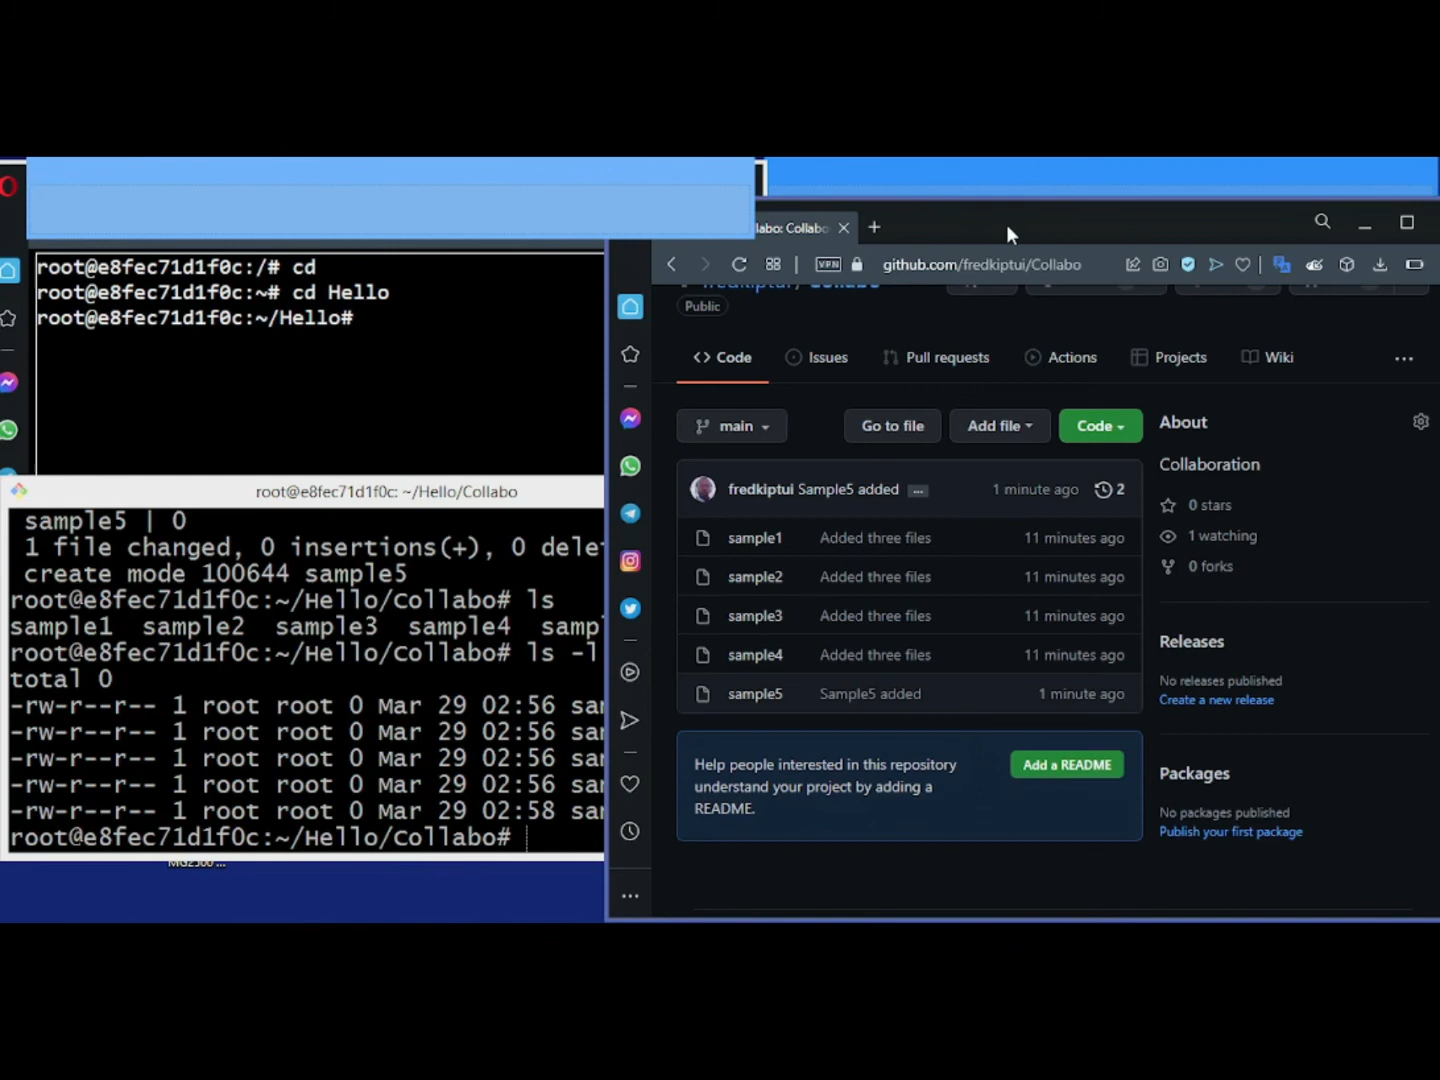 root@e8fec71d1f0c:/# cd
root@e8fec71d1f0c:~# cd Hello
root@e8fec71d1f0c:~/Hello#
root@e8fec71d1f0c: ~/Hello/Collabo
sample5 | 0
1 file changed, 0 insertions(+), 0 dele
create mode 100644 sample5
root@e8fec71d1f0c:~/Hello/Collabo# ls
sample1 sample2 sample3 sample4 samp
root@e8fec71d1f0c:~/Hello/Collabo# ls -l
total 0
-rw-r--r-- 1 root root 0 Mar 29 02:56 sam
-rw-r--r-- 1 root root 0 Mar 29 02:56 sam
-rw-r--r-- 1 root root 0 Mar 29 02:56 sam
-rw-r--r-- 1 root root 0 Mar 29 02:56 sam
-rw-r--r-- 1 root root 0 Mar 29 02:58 sam
root@e8fec71d1f0c:~/Hello/Collabo#
MG2500 ...
labo: Collabo
VPN github.com/fredkiptui/Collabo
fredkiptui/ Collabo
Public
Code Issues Pull requests Actions Projects Wiki ...
main Go to file Add file Code
fredkiptui Sample5 added ... 1 minute ago 2
sample1 Added three files 11 minutes ago
sample2 Added three files 11 minutes ago
sample3 Added three files 11 minutes ago
sample4 Added three files 11 minutes ago
sample5 Sample5 added 1 minute ago
Help people interested in this repository
understand your project by adding a
README.
Add a README
About
Collaboration
0 stars
1 watching
0 forks
Releases
No releases published
Create a new release
Packages
No packages published
Publish your first package